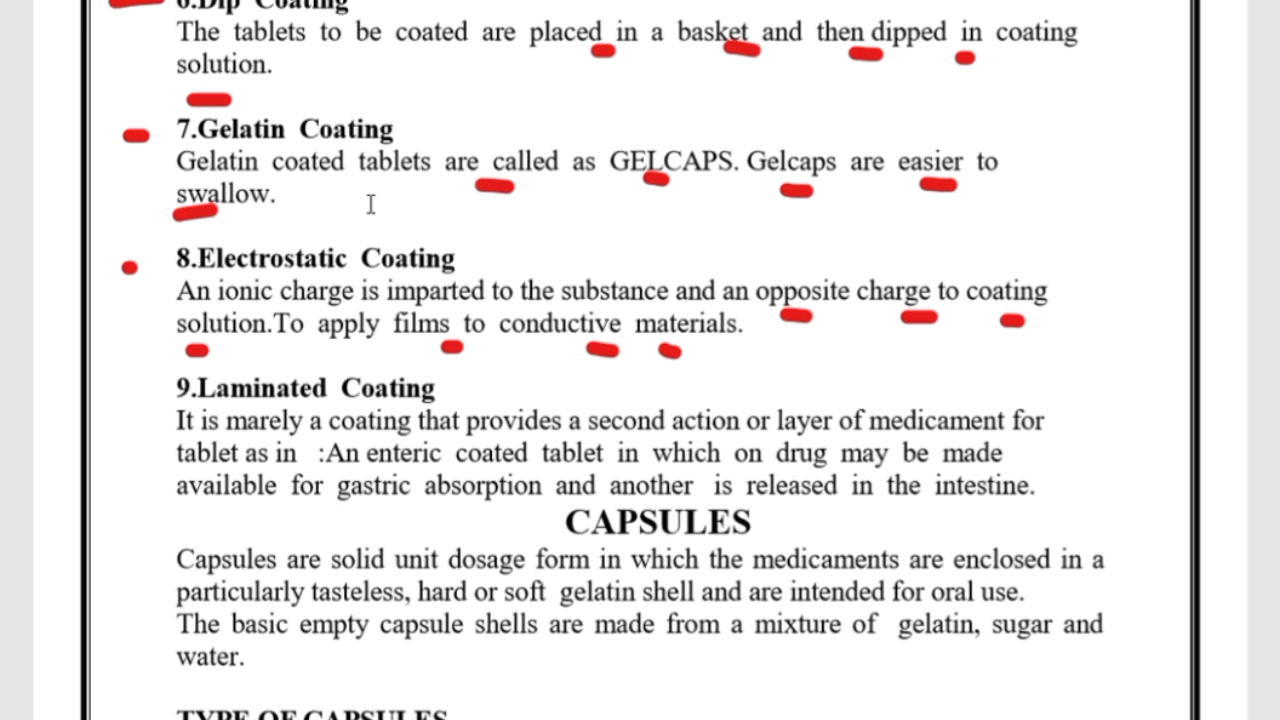 6.Dip Coating
The tablets to be coated are placed in a basket and then dipped in coating
solution.
7.Gelatin Coating
Gelatin coated tablets are called as GELCAPS. Gelcaps are easier to
swallow.
8.Electrostatic Coating
An ionic charge is imparted to the substance and an opposite charge to coating
solution.To apply films to conductive materials.
9.Laminated Coating
It is marely a coating that provides a second action or layer of medicament for
tablet as in :An enteric coated tablet in which on drug may be made
available for gastric absorption and another is released in the intestine.
CAPSULES
Capsules are solid unit dosage form in which the medicaments are enclosed in a
particularly tasteless, hard or soft gelatin shell and are intended for oral use.
The basic empty capsule shells are made from a mixture of gelatin, sugar and
water.
TYPE OF CAPSULES